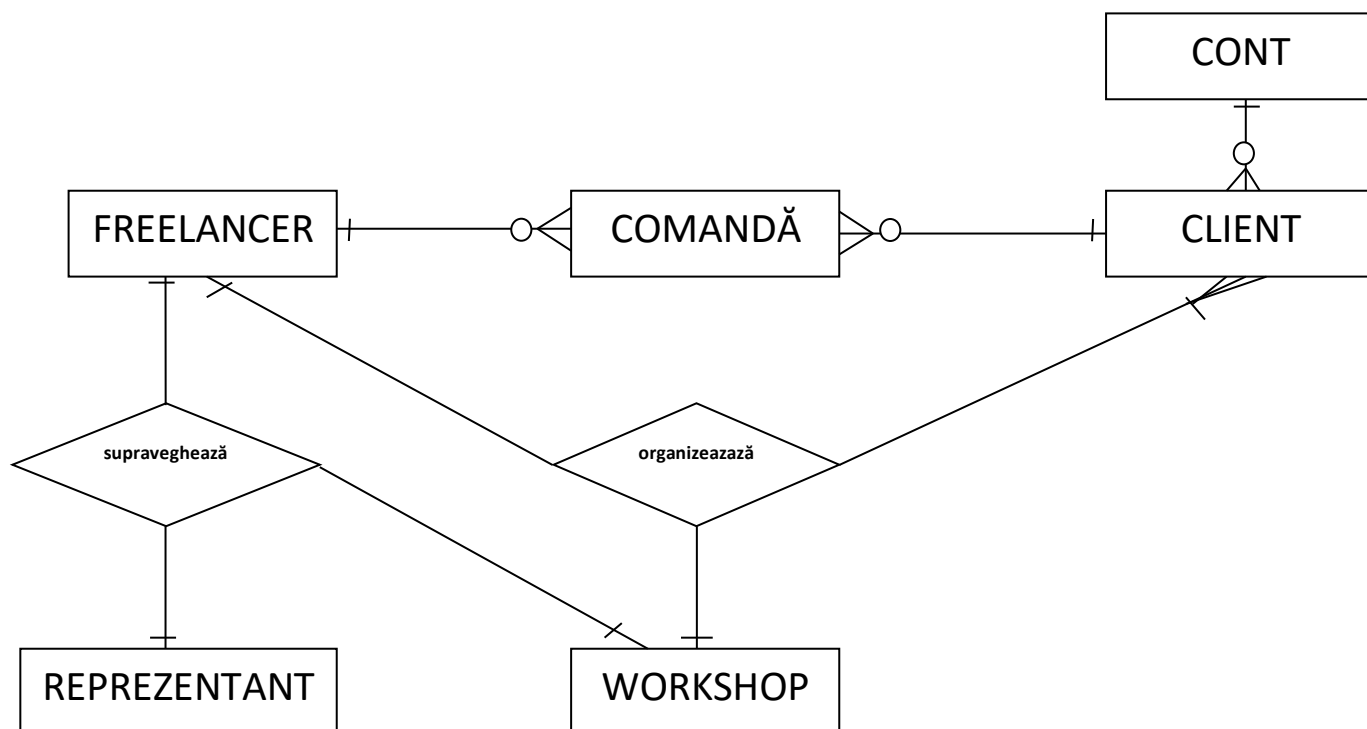 CONT
FREELANCER
COMANDĂ
CLIENT
supraveghează
organizeazază
REPREZENTANT
WORKSHOP